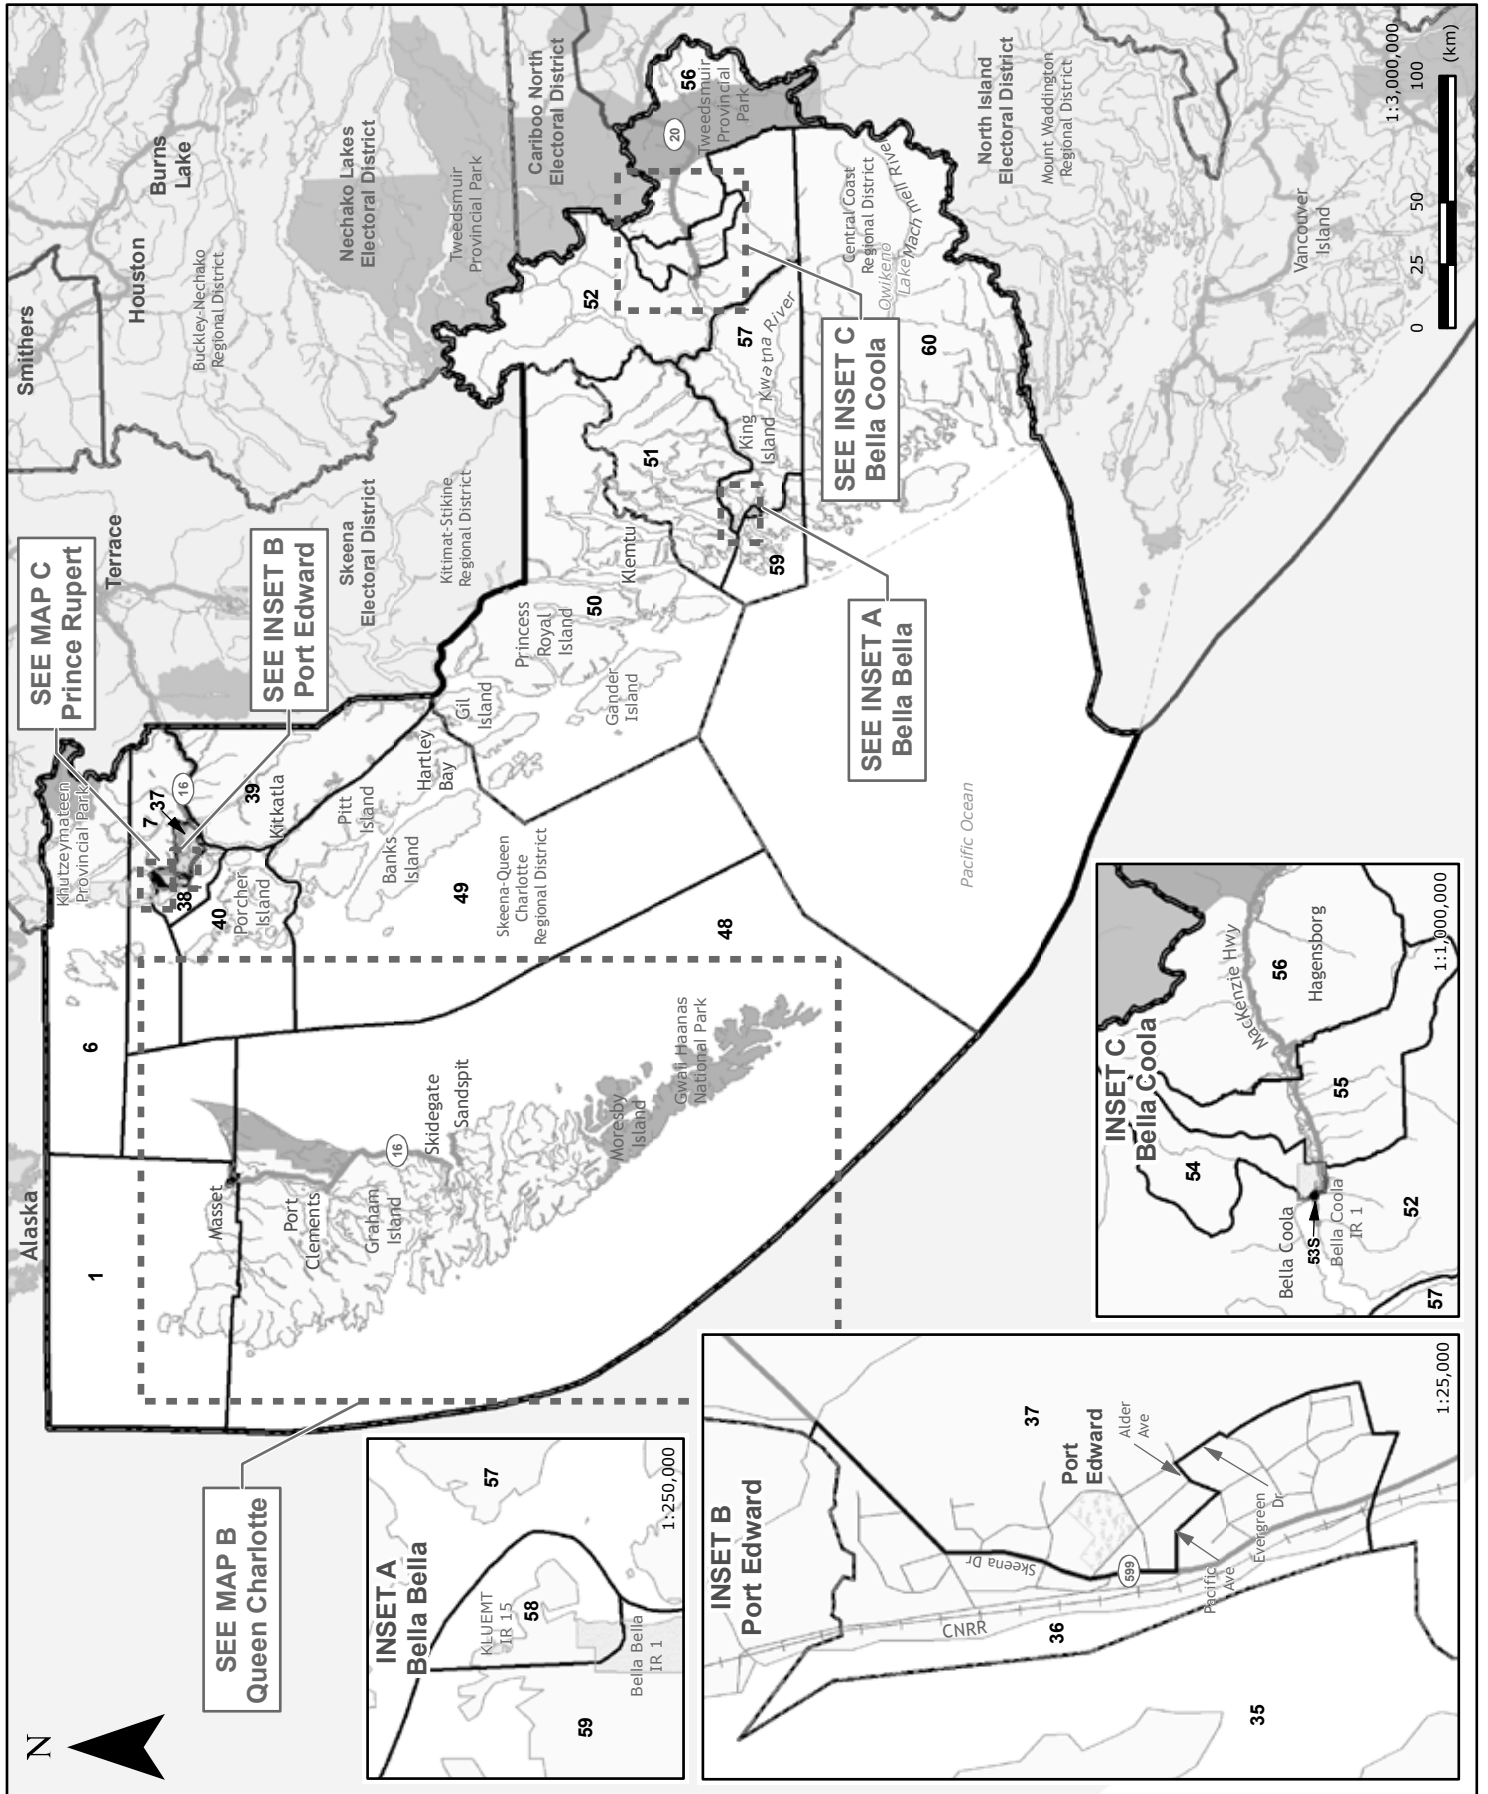 N
Alaska
Smithers
Houston
Burns
Lake
Buckley-Nechako
Regional District
Nechako Lakes
Electoral District
Tweedsmuir
Provincial Park
Cariboo North
Electoral District
56
Tweedsmuir
Provincial
Park
20
North Island
Electoral District
Mount Waddington
Regional District
Vancouver
Island
1:3,000,000
0
25
50
100
(km)
SEE MAP C
Prince Rupert
Terrace
SEE INSET B
Port Edward
Skeena
Electoral District
Kitimat-Stikine
Regional District
Khutzeymateen
Provincial Park
7
37
16
38
39
Kitkatla
40
Porcher
Island
Pitt
Island
Banks
Island
Hartley
Bay
Gil
Island
Princess
Royal
Island
Gander
Island
50
Klemtu
51
52
King
Island
Kwatna River
57
59
Central Coast
Regional District
Owikeno
Lake
Machmell River
60
SEE INSET C
Bella Coola
SEE INSET A
Bella Bella
49
Skeena-Queen
Charlotte
Regional District
48
Pacific Ocean
1
6
Masset
Port
Clements
Graham
Island
16
Skidegate
Sandspit
Moresby
Island
Gwaii Haanas
National Park
SEE MAP B
Queen Charlotte
INSET A
Bella Bella
KLUEMT
IR 15
58
57
59
Bella Bella
IR 1
1:250,000
INSET B
Port Edward
37
Port
Edward
Alder
Ave
Skeena Dr
599
Evergreen
Dr
Pacific
Ave
CNRR
36
35
1:25,000
INSET C
Bella Coola
MacKenzie Hwy
56
Hagensborg
54
55
Bella Coola
53S
Bella Coola
IR 1
52
57
1:1,000,000